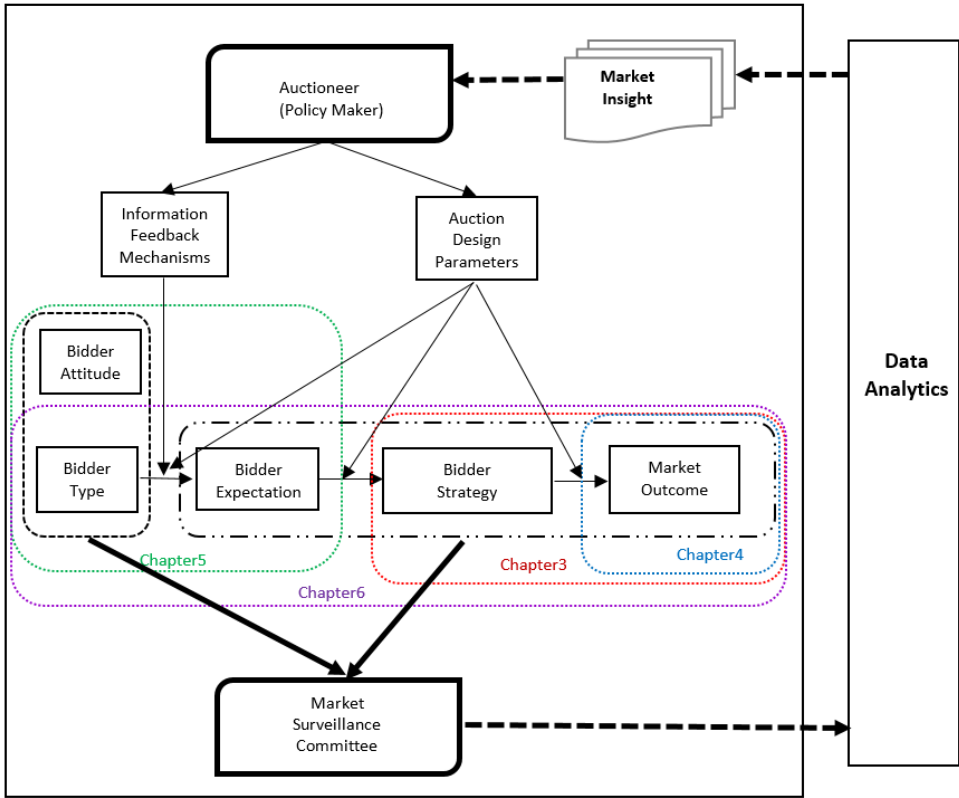 Auctioneer
(Policy Maker)
Market
Insight
Information
Feedback
Mechanisms
Auction
Design
Parameters
Data
Analytics
Bidder
Attitude
Bidder
Type
Bidder
Expectation
Bidder
Strategy
Market
Outcome
Chapter5
Chapter3
Chapter4
Chapter6
Market
Surveillance
Committee